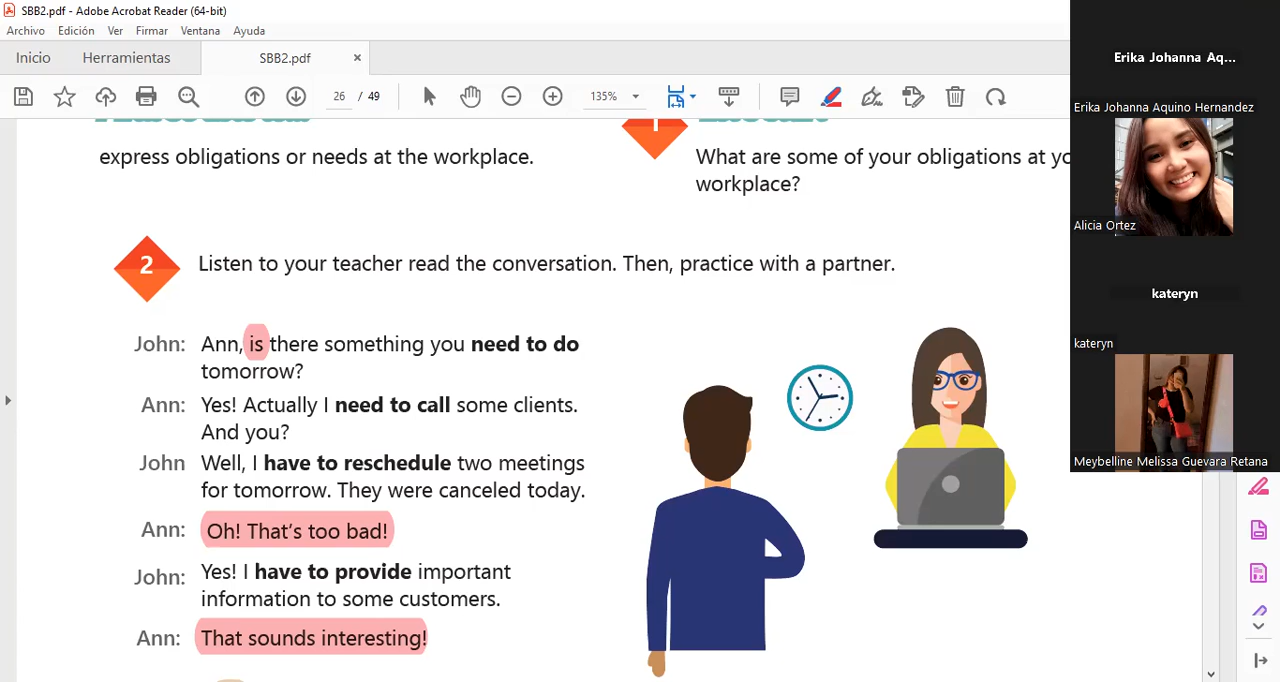 SBB2.pdf - Adobe Acrobat Reader (64-bit)
Archivo Edición Ver Firmar Ventana Ayuda
Inicio Herramientas SBB2.pdf ×
26 / 49 135%
express obligations or needs at the workplace.
1
What are some of your obligations at yo
workplace?
2 Listen to your teacher read the conversation. Then, practice with a partner.
John: Ann, is there something you need to do
tomorrow?
Ann: Yes! Actually I need to call some clients.
And you?
John Well, I have to reschedule two meetings
for tomorrow. They were canceled today.
Ann: Oh! That's too bad!
John: Yes! I have to provide important
information to some customers.
Ann: That sounds interesting!
Erika Johanna Aq...
Erika Johanna Aquino Hernandez
Alicia Ortez
kateryn
kateryn
Meybelline Melissa Guevara Retana